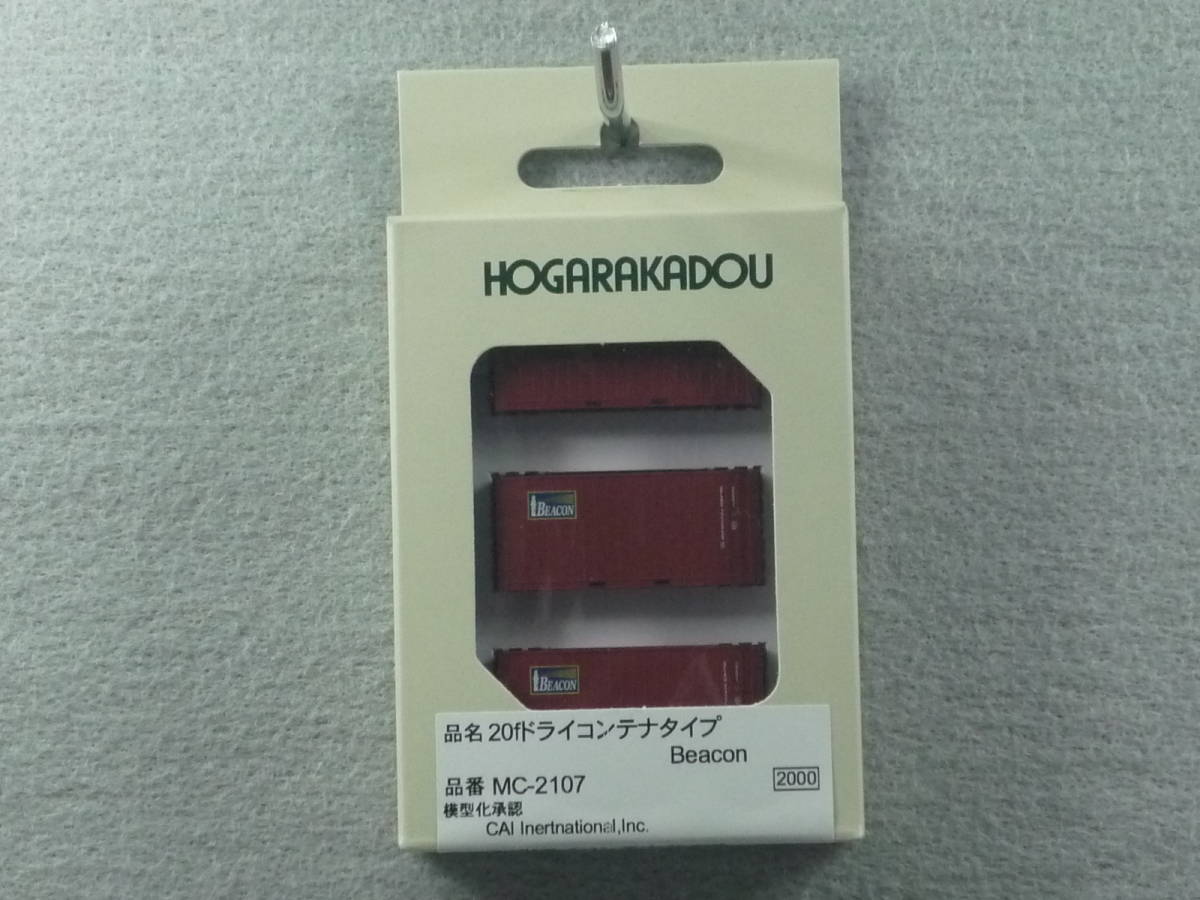 HOGARAKADOU
BEACON
BEACON
品名 20fドライコンテナタイプ
Beacon
品番 MC-2107
2000
模型化承認
CAI Inertnational,Inc.